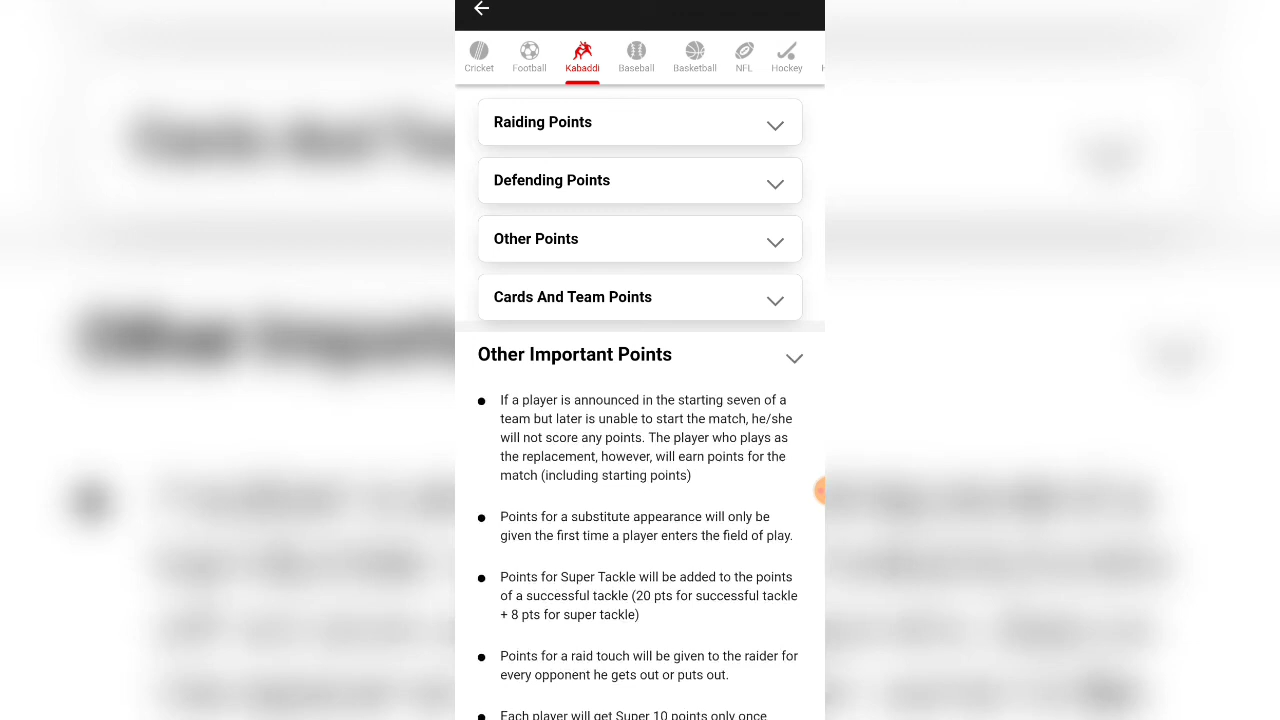 Cricket Football Kabaddi Baseball Basketball NFL Hockey
Raiding Points
Defending Points
Other Points
Cards And Team Points
Other Important Points
If a player is announced in the starting seven of a
team but later is unable to start the match, he/she
will not score any points. The player who plays as
the replacement, however, will earn points for the
match (including starting points)
Points for a substitute appearance will only be
given the first time a player enters the field of play.
Points for Super Tackle will be added to the points
of a successful tackle (20 pts for successful tackle
+ 8 pts for super tackle)
Points for a raid touch will be given to the raider for
every opponent he gets out or puts out.
Each player will get Super 10 points only once